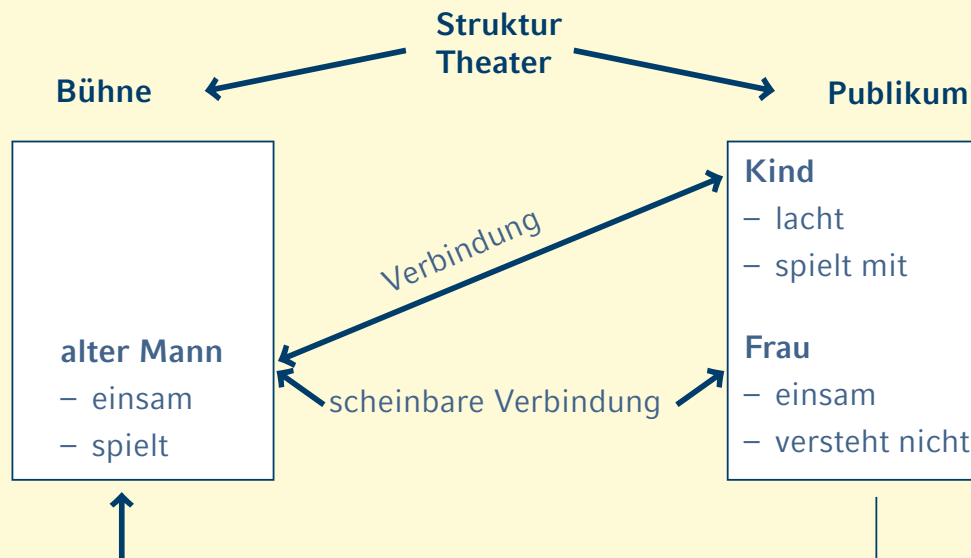 Struktur
Theater
Bühne
Publikum
Kind
– lacht
– spielt mit
Verbindung
alter Mann
– einsam
– spielt
scheinbare Verbindung
Frau
– einsam
– versteht nicht